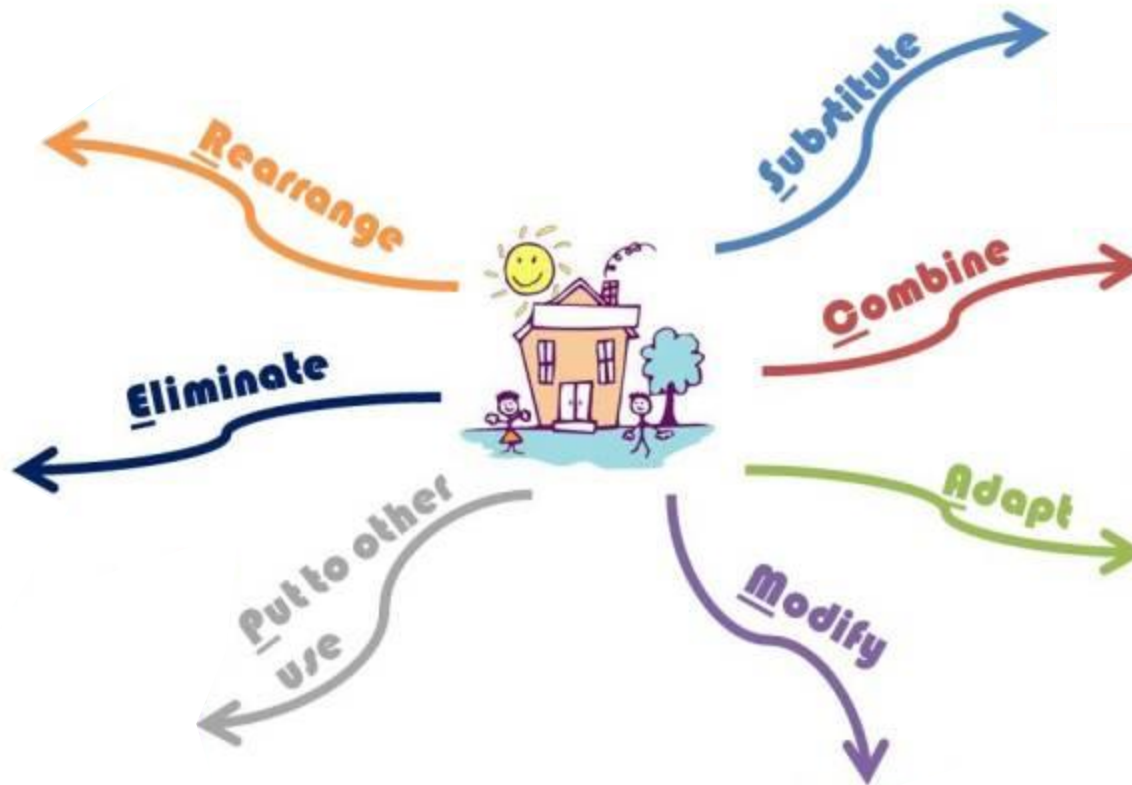 Substitute
Combine
Adapt
Modify
Put to other
use
Eliminate
Rearrange